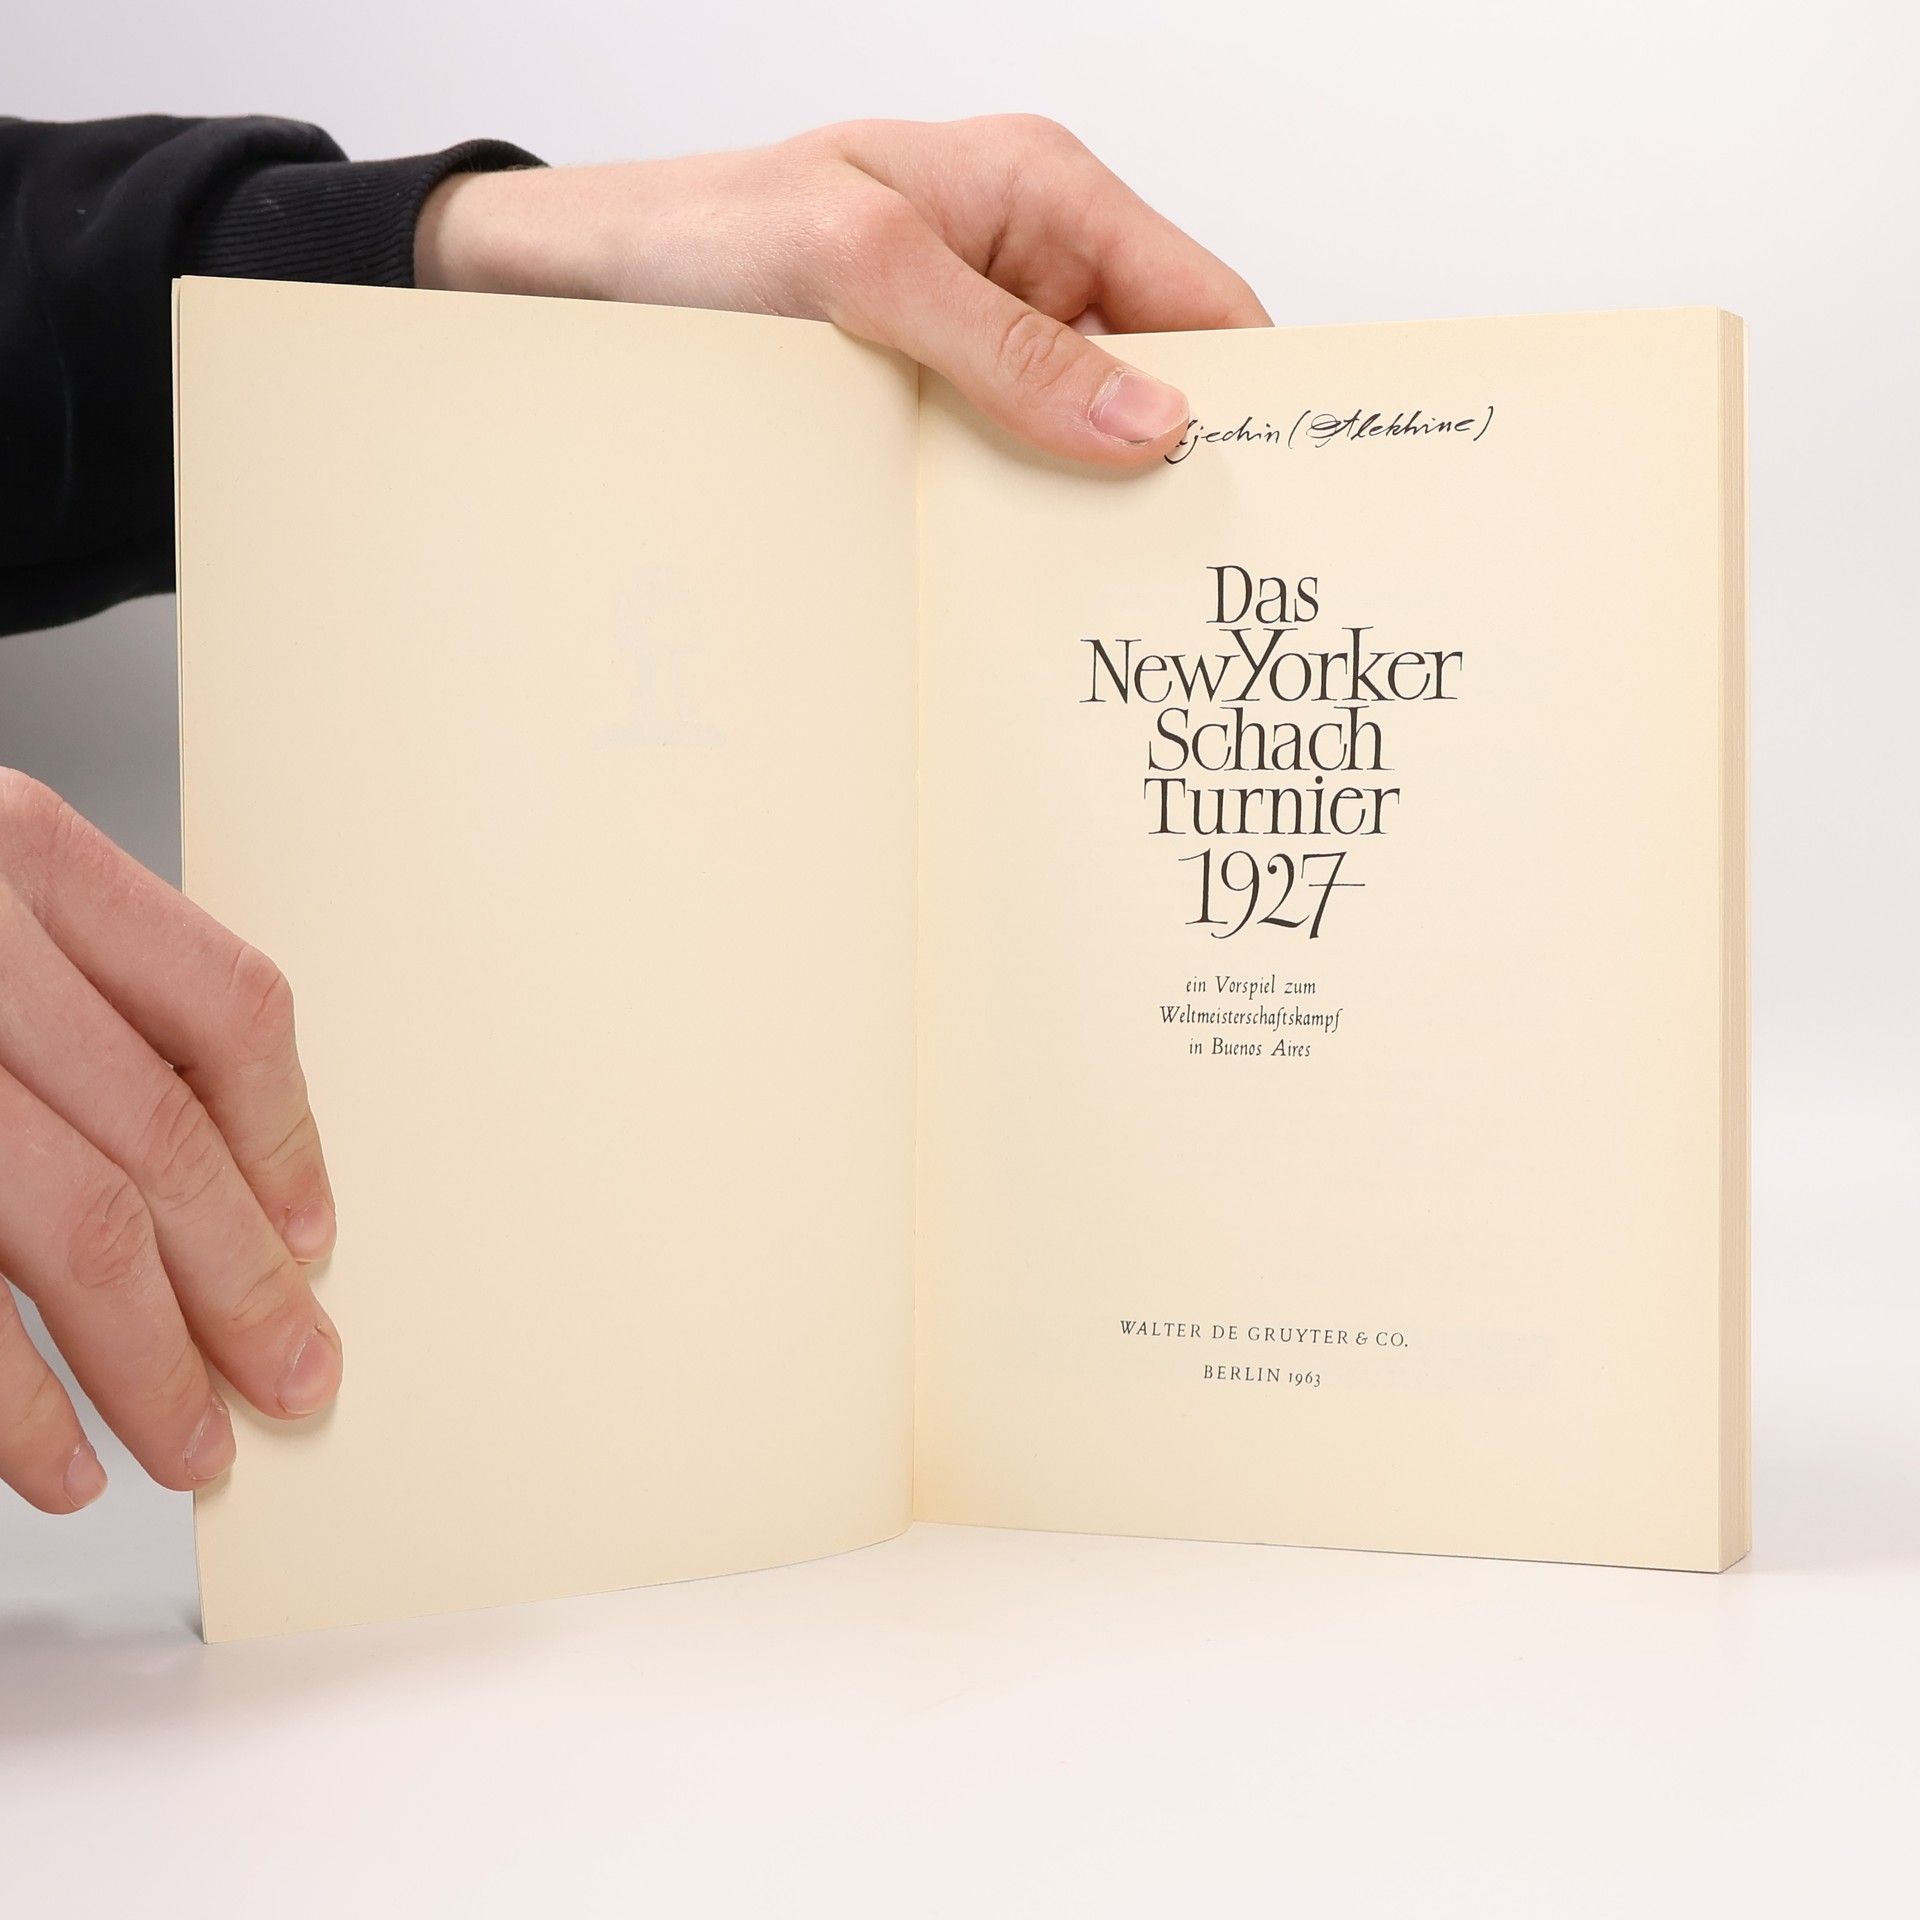 ljechin (Alekhine)
Das
New Yorker
Schach
Turnier
1927
ein Vorspiel zum
Weltmeisterschaftskampf
in Buenos Aires
WALTER DE GRUYTER & CO.
BERLIN 1963